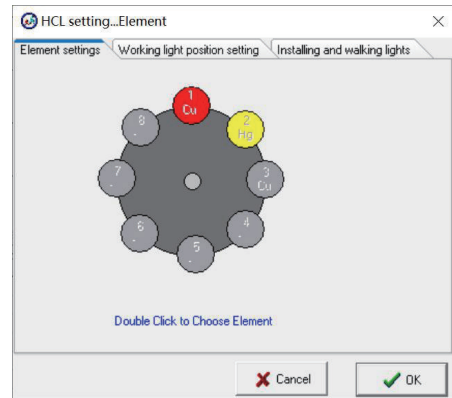 HCL setting...Element
Element settings Working light position setting Installing and walking lights
1
Cu
2
Hg
3
Cu
4
-
5
-
6
-
7
-
8
-
Double Click to Choose Element
Cancel OK